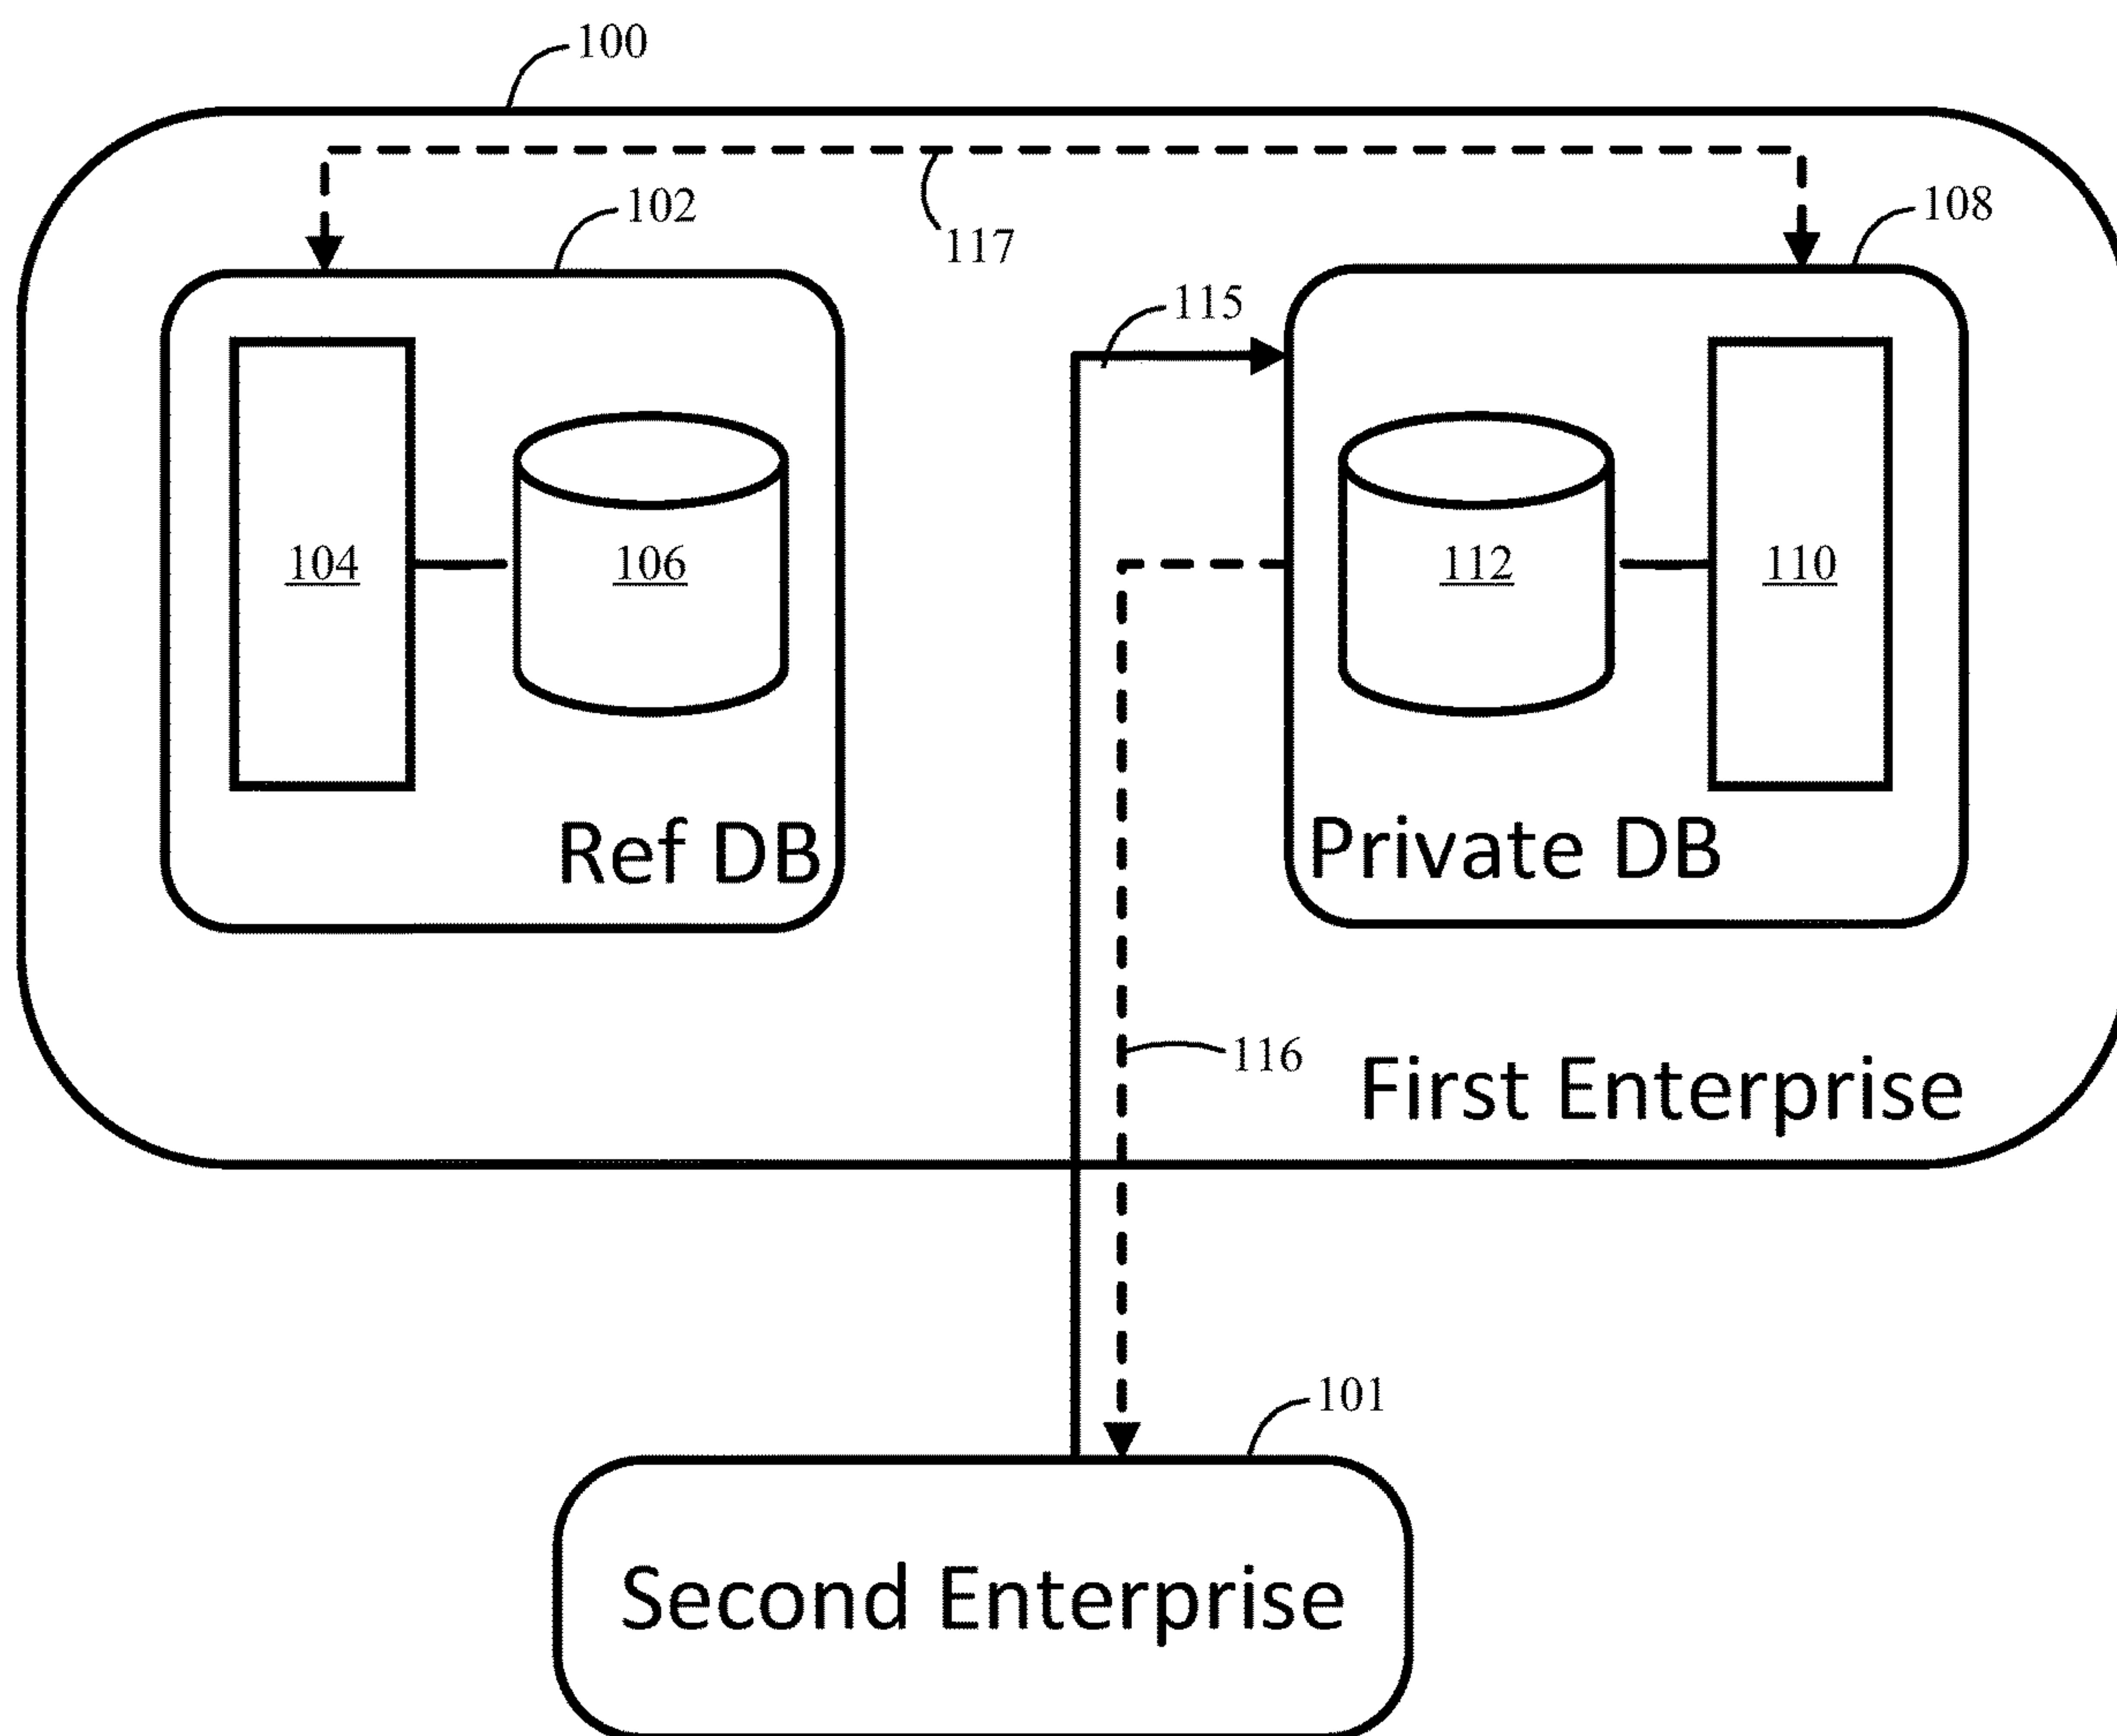 100
102
117
108
115
104
106
112
110
Ref DB
Private DB
116
First Enterprise
101
Second Enterprise